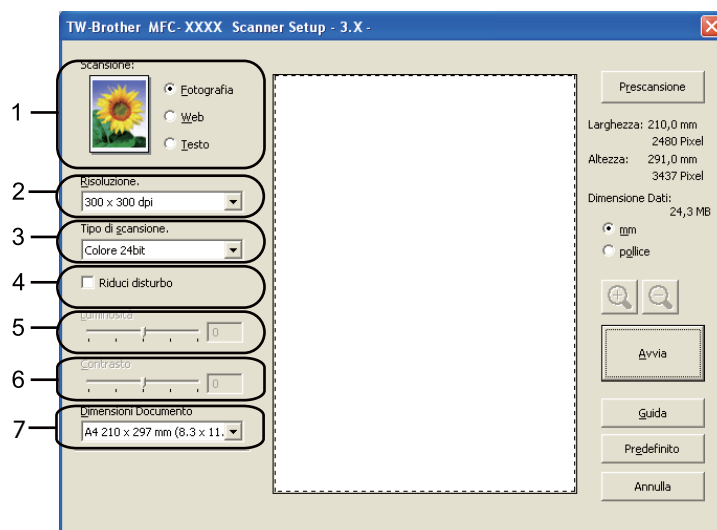 TW-Brother MFC-XXXX Scanner Setup - 3.X -
1
Scansione:
Fotografia
Web
Testo
2
Risoluzione.
300 x 300 dpi
3
Tipo di scansione.
Colore 24bit
4
Riduci disturbo
5
Luminosità
0
6
Contrasto
0
7
Dimensioni Documento
A4 210 x 297 mm (8.3 x 11.
Prescansione
Larghezza: 210,0 mm
2480 Pixel
Altezza: 291,0 mm
3437 Pixel
Dimensione Dati:
24,3 MB
mm
pollice
Avvia
Guida
Predefinito
Annulla